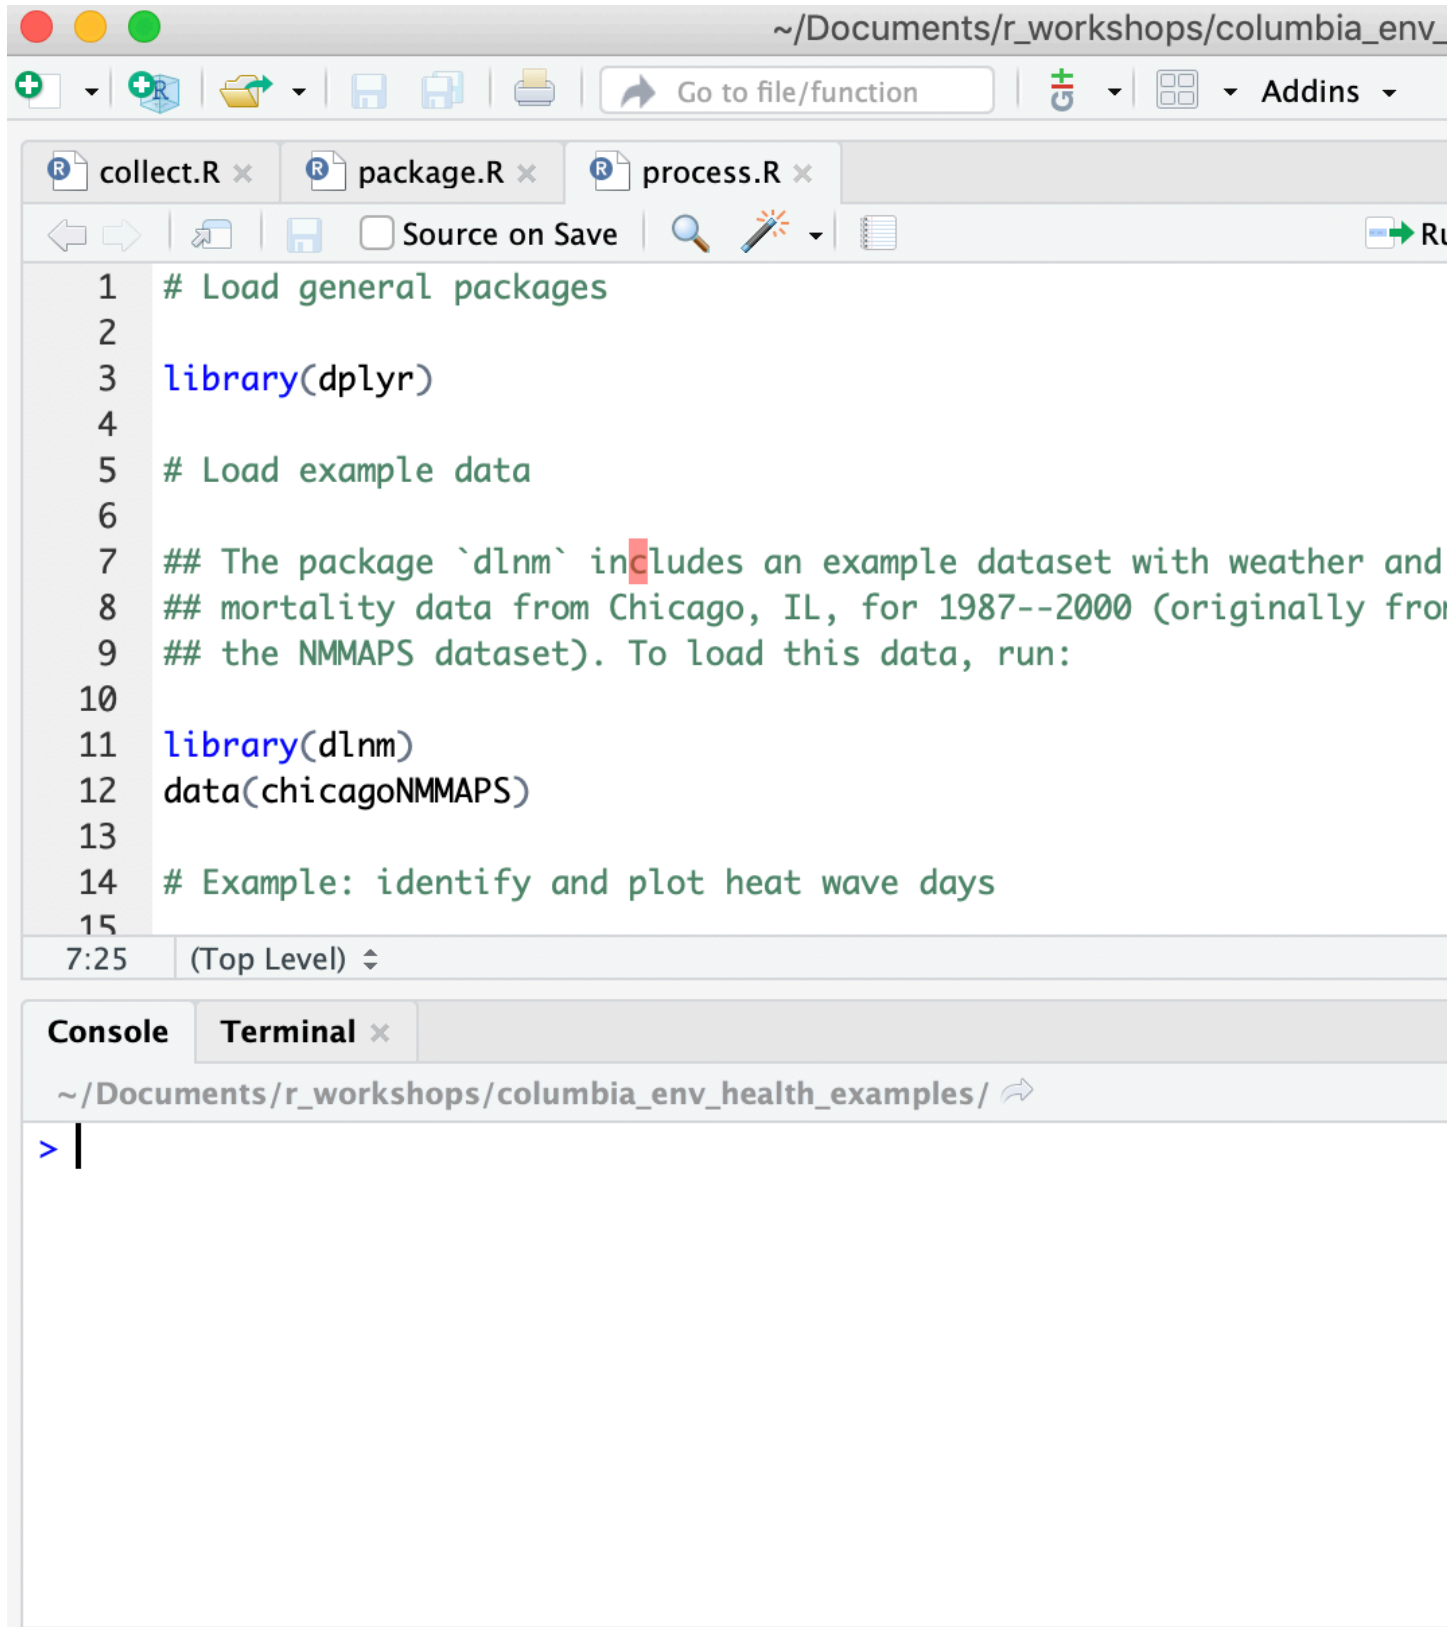 ~/Documents/r_workshops/columbia_env_
Go to file/function
Addins
collect.R
package.R
process.R
Source on Save
1 # Load general packages
2
3 library(dplyr)
4
5 # Load example data
6
7 ## The package `dlnm` includes an example dataset with weather and
8 ## mortality data from Chicago, IL, for 1987--2000 (originally from
9 ## the NMMAPS dataset). To load this data, run:
10
11 library(dlnm)
12 data(chicagoNMMAPS)
13
14 # Example: identify and plot heat wave days
15
7:25 (Top Level)
Console Terminal
~/Documents/r_workshops/columbia_env_health_examples/
>